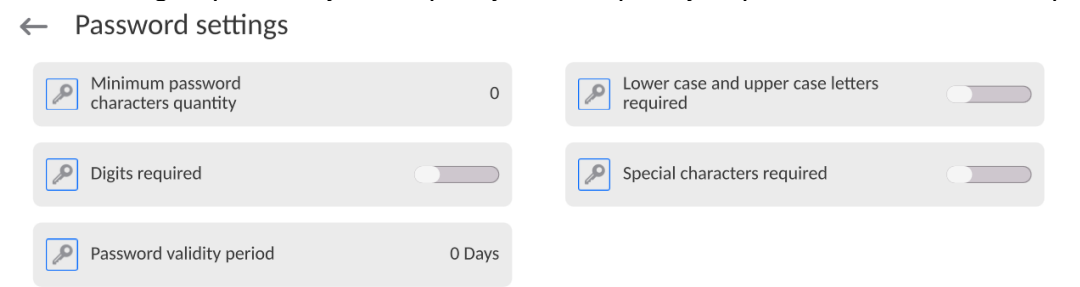 Password settings
Minimum password
characters quantity
0
Lower case and upper case letters
required
Digits required
Special characters required
Password validity period
0 Days